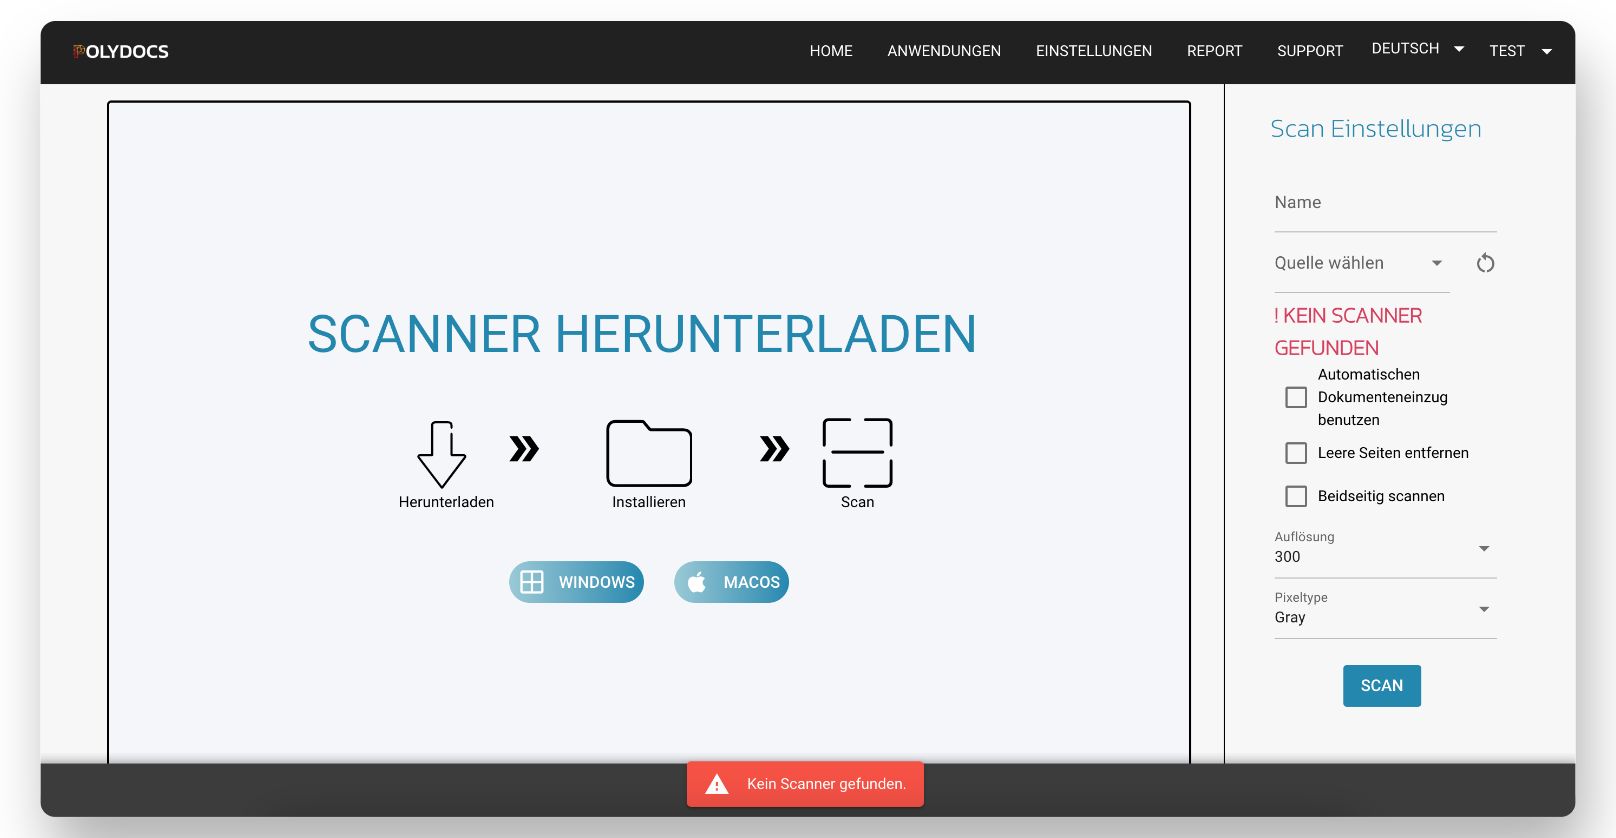 POLYDOCS
HOME ANWENDUNGEN EINSTELLUNGEN REPORT SUPPORT DEUTSCH TEST
SCANNER HERUNTERLADEN
Herunterladen
Installieren
Scan
WINDOWS
MACOS
Scan Einstellungen
Name
Quelle wählen
! KEIN SCANNER
GEFUNDEN
Automatischen
Dokumenteneinzug
benutzen
Leere Seiten entfernen
Beidseitig scannen
Auflösung
300
Pixeltype
Gray
SCAN
Kein Scanner gefunden.